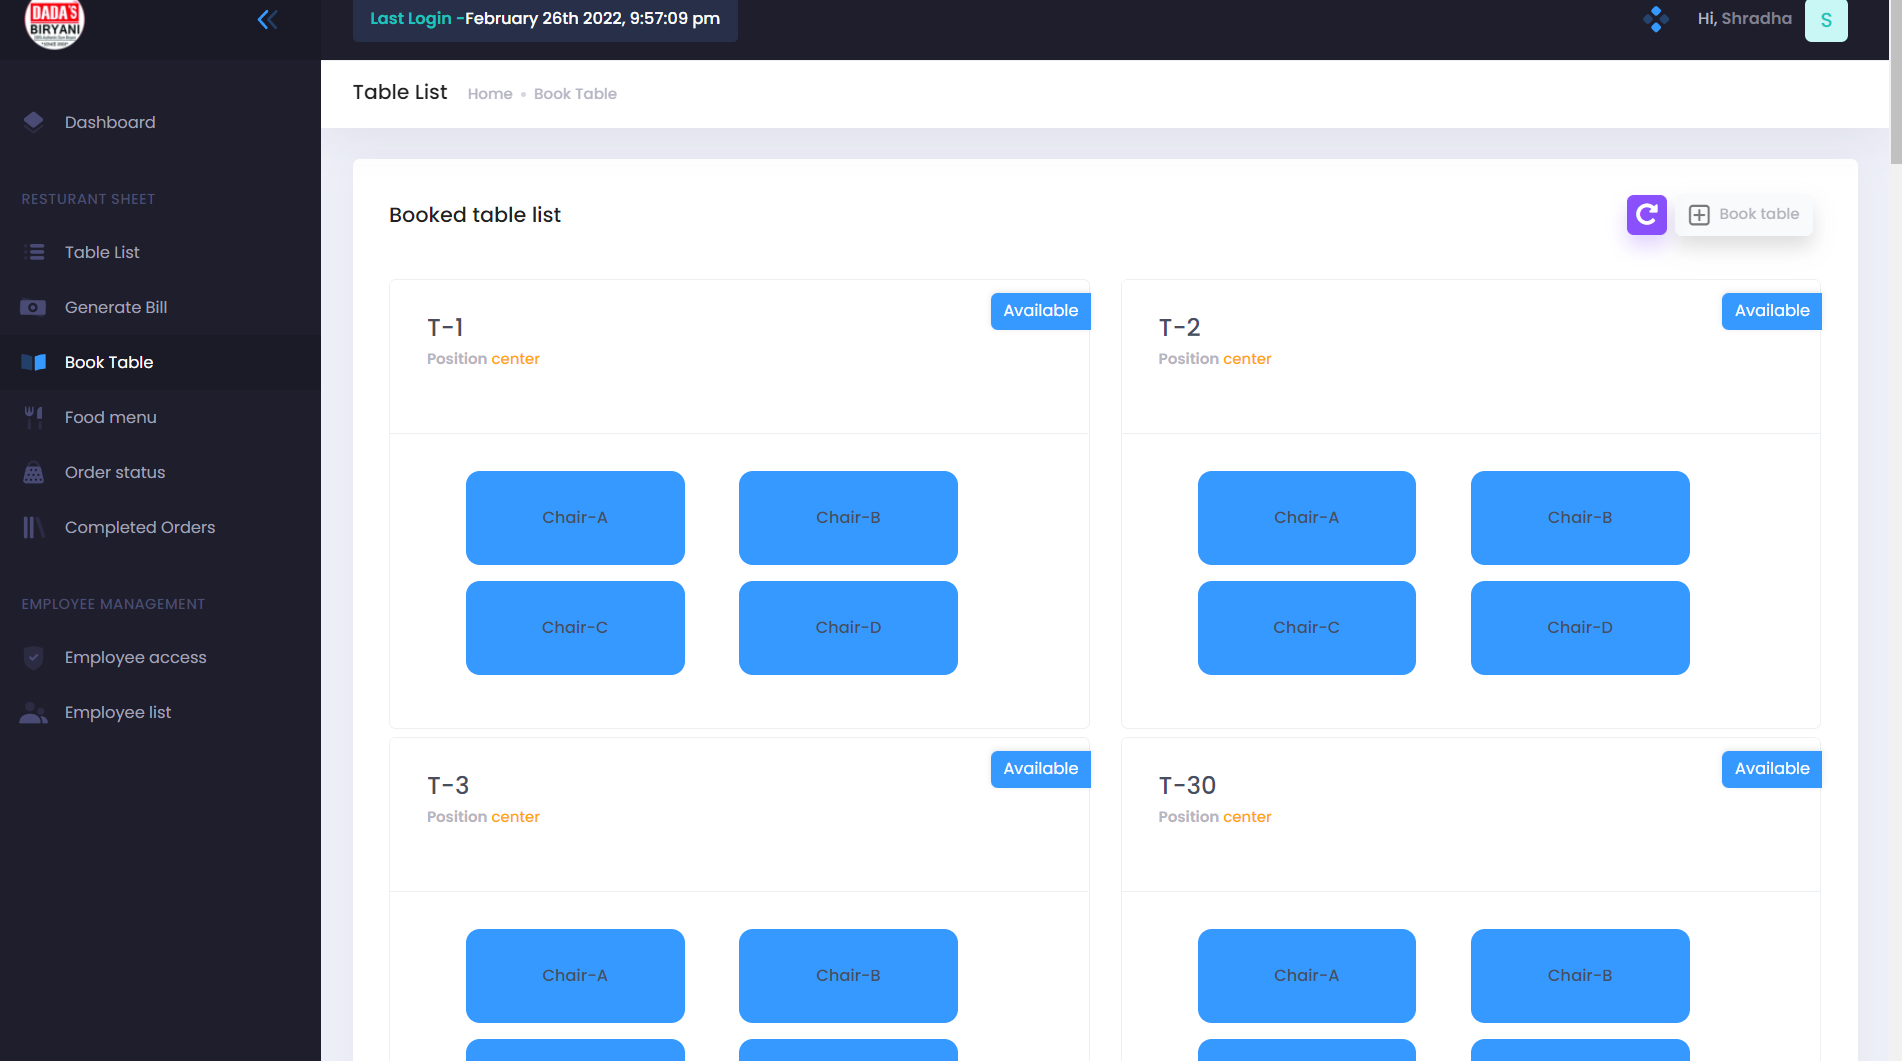 DADA'S
BIRYANI
Last Login -February 26th 2022, 9:57:09 pm
Hi, Shradha
S
Table List
Home • Book Table
Dashboard
RESTURANT SHEET
Table List
Generate Bill
Book Table
Food menu
Order status
Completed Orders
EMPLOYEE MANAGEMENT
Employee access
Employee list
Booked table list
Book table
T-1
Position center
Available
Chair-A
Chair-B
Chair-C
Chair-D
T-2
Position center
Available
Chair-A
Chair-B
Chair-C
Chair-D
T-3
Position center
Available
Chair-A
Chair-B
T-30
Position center
Available
Chair-A
Chair-B